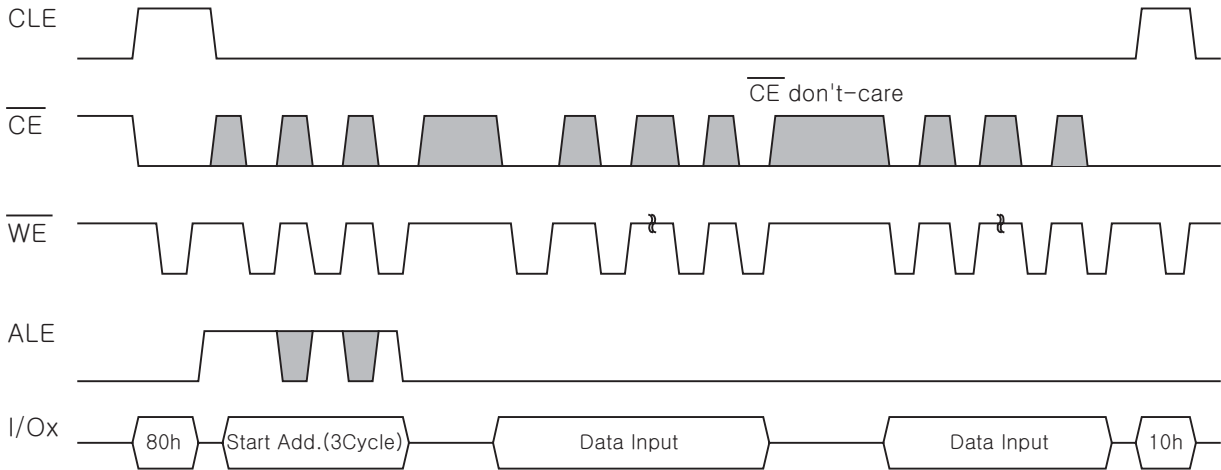 CLE
CE don't-care
CE
WE
ALE
I/Ox
80h
Start Add.(3Cycle)
Data Input
Data Input
10h